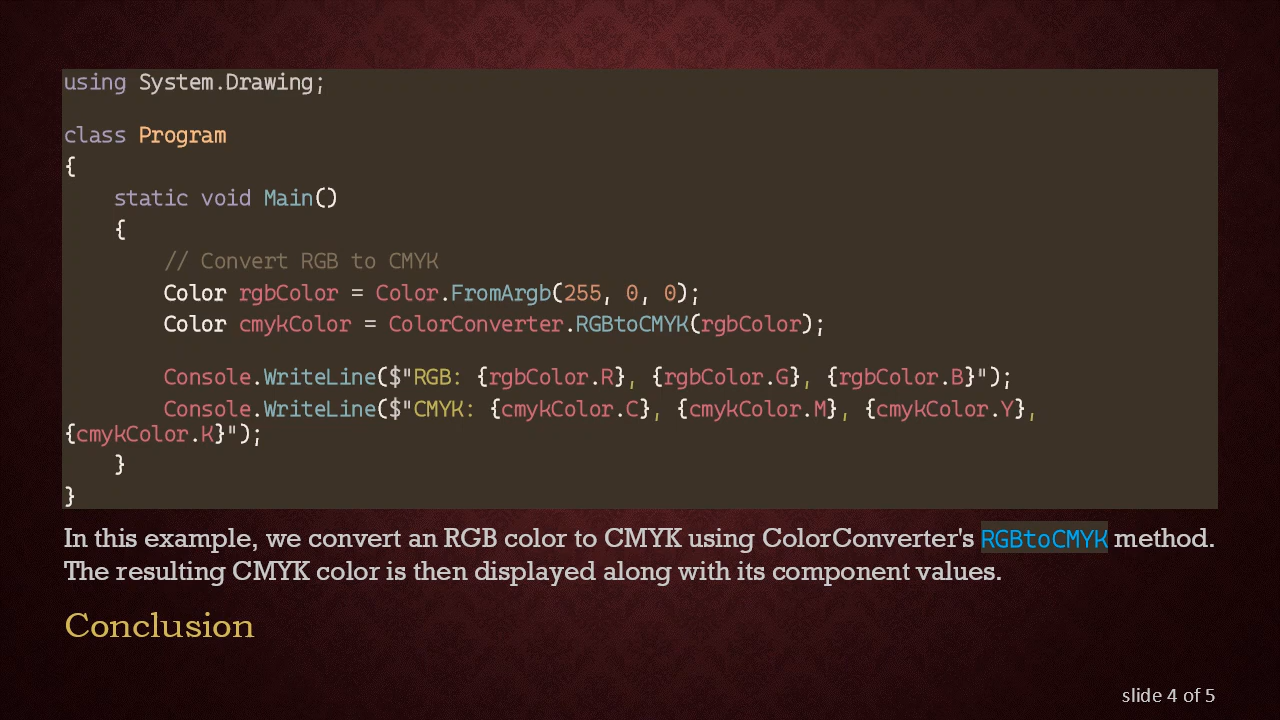 using System.Drawing;
class Program
{
    static void Main()
    {
        // Convert RGB to CMYK
        Color rgbColor = Color.FromArgb(255, 0, 0);
        Color cmykColor = ColorConverter.RGBtoCMYK(rgbColor);
        Console.WriteLine($"RGB: {rgbColor.R}, {rgbColor.G}, {rgbColor.B}");
        Console.WriteLine($"CMYK: {cmykColor.C}, {cmykColor.M}, {cmykColor.Y},
{cmykColor.K}");
    }
}
In this example, we convert an RGB color to CMYK using ColorConverter's RGBtoCMYK method.
The resulting CMYK color is then displayed along with its component values.
Conclusion
slide 4 of 5